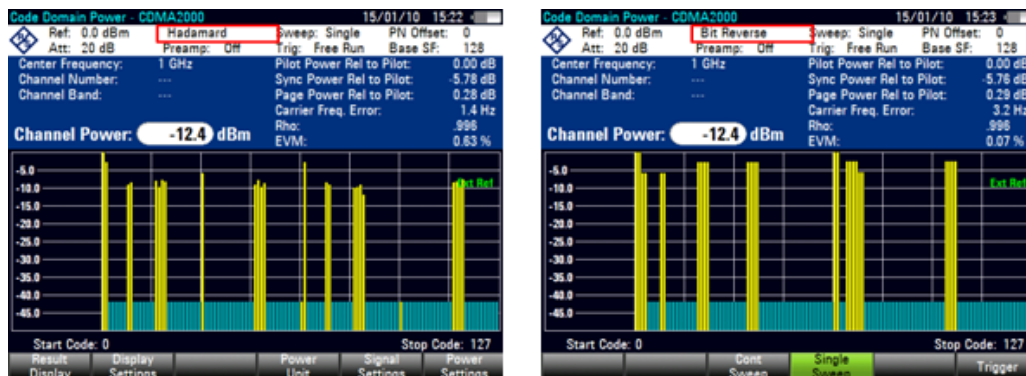 Code Domain Power - CDMA2000 15/01/10 15:22
Ref: 0.0 dBm Hadamard Sweep: Single PN Offset: 0
Att: 20 dB Preamp: Off Trig: Free Run Base SF: 128
Center Frequency: 1 GHz Pilot Power Rel to Pilot: 0.00 dB
Channel Number: --- Sync Power Rel to Pilot: -5.78 dB
Channel Band: --- Page Power Rel to Pilot: 0.28 dB
Carrier Freq. Error: 1.4 Hz
Channel Power: -12.4 dBm Rho: .996
EVM: 0.63 %
-5.0
-10.0
Ext Ref
-15.0
-20.0
-25.0
-30.0
-35.0
-40.0
-45.0
Start Code: 0 Stop Code: 127
Result Display
Display Settings
Power Unit
Signal Settings
Power Settings
Code Domain Power - CDMA2000 15/01/10 15:23
Ref: 0.0 dBm Bit Reverse Sweep: Single PN Offset: 0
Att: 20 dB Preamp: Off Trig: Free Run Base SF: 128
Center Frequency: 1 GHz Pilot Power Rel to Pilot: 0.00 dB
Channel Number: --- Sync Power Rel to Pilot: -5.76 dB
Channel Band: --- Page Power Rel to Pilot: 0.29 dB
Carrier Freq. Error: 3.2 Hz
Channel Power: -12.4 dBm Rho: .996
EVM: 0.07 %
-5.0
-10.0
Ext Ref
-15.0
-20.0
-25.0
-30.0
-35.0
-40.0
-45.0
Start Code: 0 Stop Code: 127
Cont Sweep
Single Sweep
Trigger